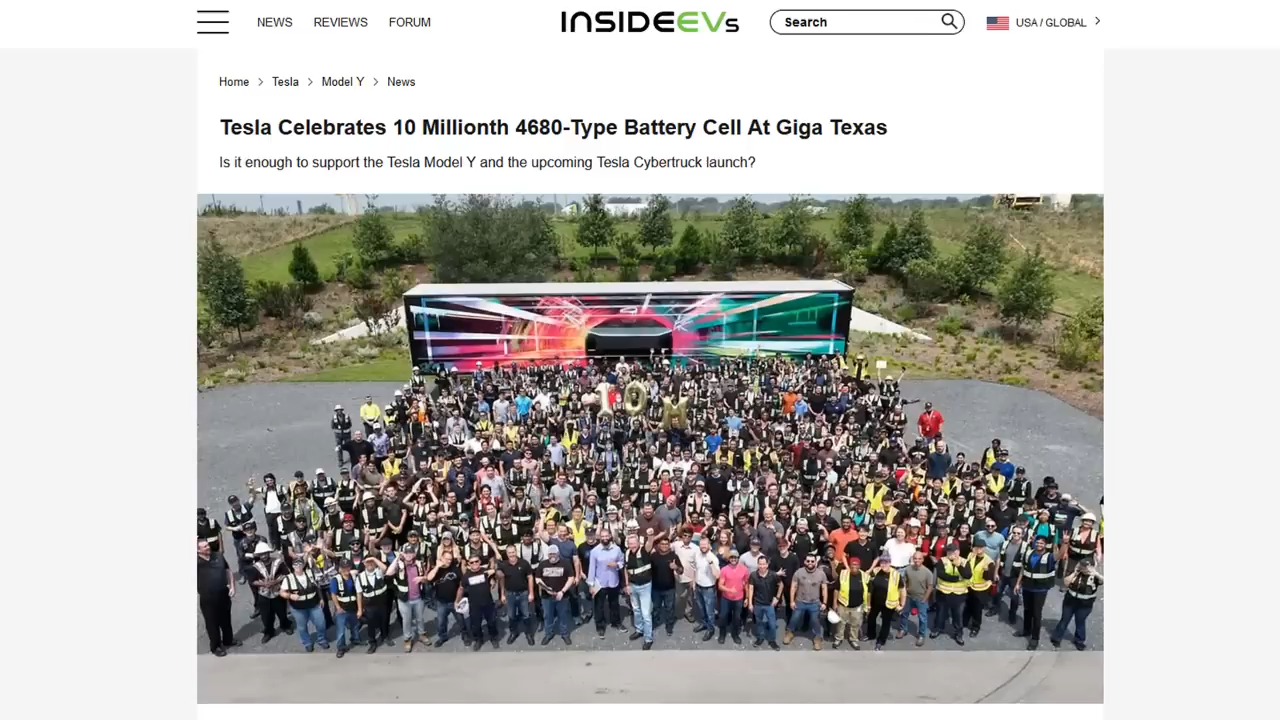 NEWS REVIEWS FORUM INSIDEEVs Search USA / GLOBAL
Home > Tesla > Model Y > News
Tesla Celebrates 10 Millionth 4680-Type Battery Cell At Giga Texas
Is it enough to support the Tesla Model Y and the upcoming Tesla Cybertruck launch?
10 M